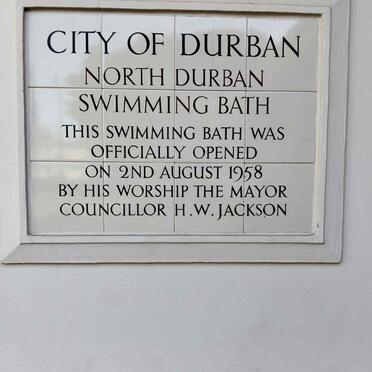 CITY OF DURBAN
NORTH DURBAN
SWIMMING BATH
THIS SWIMMING BATH WAS
OFFICIALLY OPENED
ON 2ND AUGUST 1958
BY HIS WORSHIP THE MAYOR
COUNCILLOR H.W. JACKSON